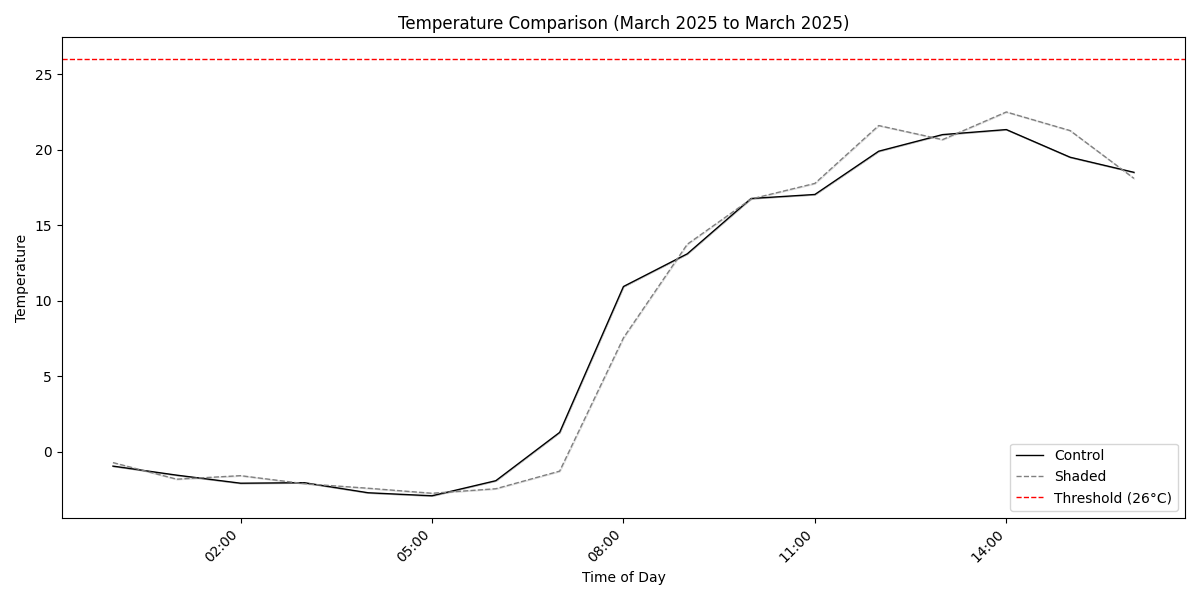 Temperature Comparison (March 2025 to March 2025)
Temperature
25
20
15
10
5
0
02:00
05:00
08:00
11:00
14:00
Time of Day
Control
Shaded
Threshold (26°C)